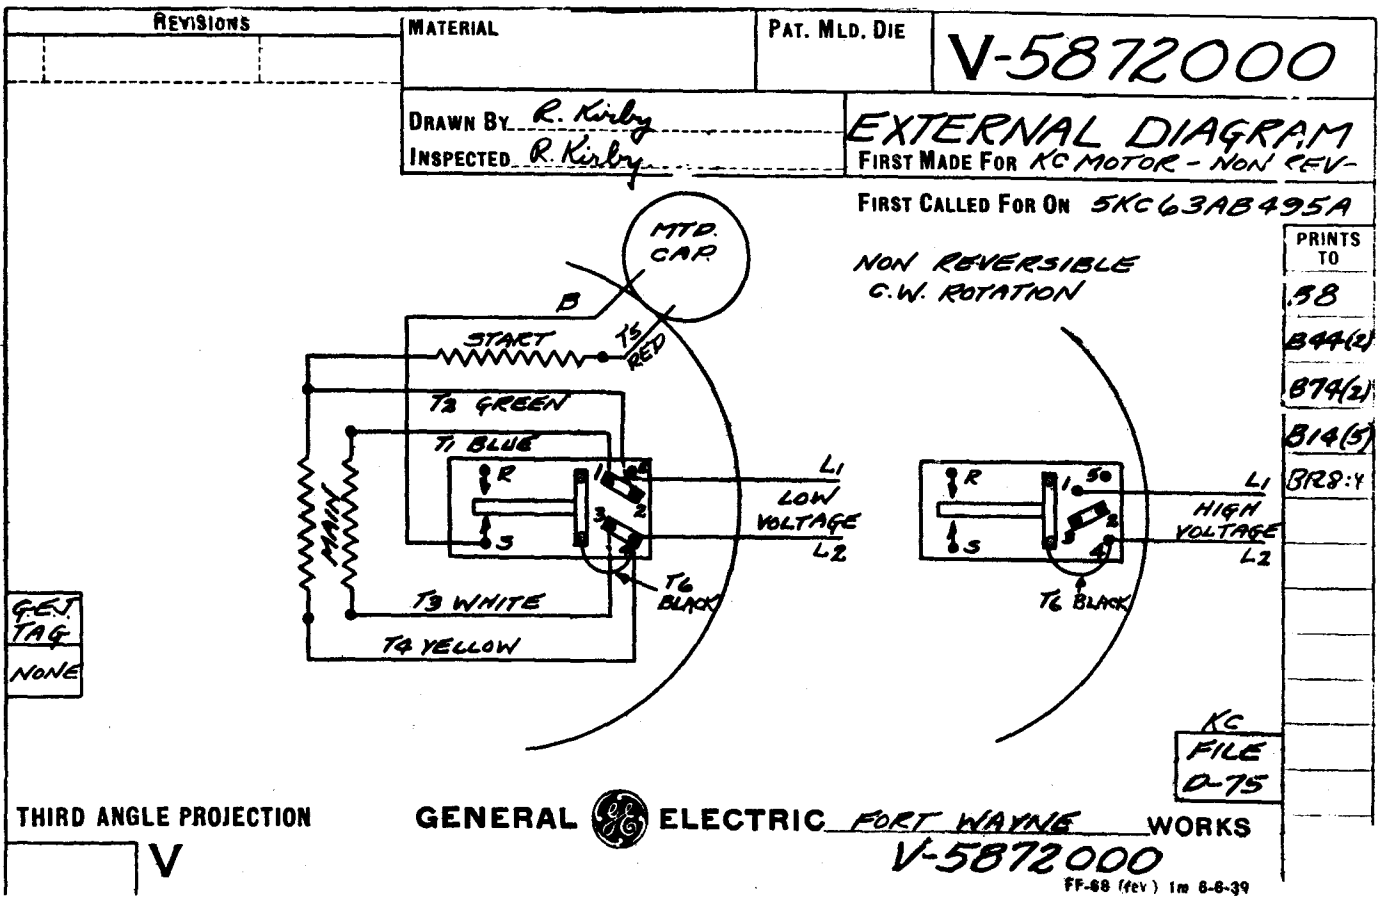 REVISIONS
MATERIAL
PAT. MLD. DIE
V-5872000
DRAWN BY R. Kirby
INSPECTED R. Kirby
EXTERNAL DIAGRAM
FIRST MADE FOR KC MOTOR - NON REV-
FIRST CALLED FOR ON 5KC63AB495A
PRINTS
TO
B44(2)
B74(2)
B14(5)
BR8:4
MTD.
CAP.
NON REVERSIBLE
C.W. ROTATION
B
START
T5
RED
T2 GREEN
T1 BLUE
MAIN
R
S
1
2
3
4
L1
LOW
VOLTAGE
L2
T6
BLACK
T3 WHITE
T4 YELLOW
R
S
1
5
2
3
4
L1
HIGH
VOLTAGE
L2
T6 BLACK
G.E.I.
TAG
NONE
KC
FILE
D-75
THIRD ANGLE PROJECTION
GENERAL GE ELECTRIC FORT WAYNE WORKS
V
V-5872000
FF-68 (rev) 1m 6-6-39